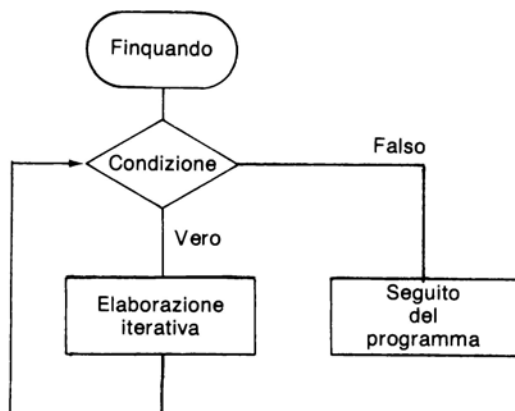 Finquando
Condizione
Falso
Vero
Elaborazione
iterativa
Seguito
del
programma